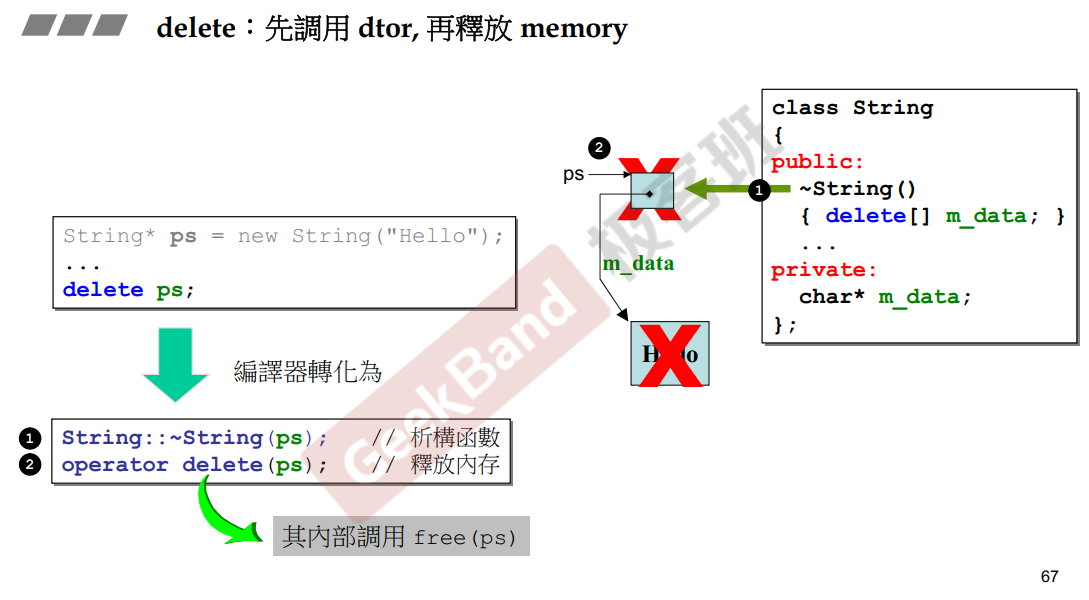 delete：先調用 dtor, 再釋放 memory
String* ps = new String("Hello");
...
delete ps;
編譯器轉化為
1 String::~String(ps); // 析構函數
2 operator delete(ps); // 釋放內存
其內部調用 free(ps)
2
ps
1
m_data
class String
{
public:
~String()
{ delete[] m_data; }
...
private:
char* m_data;
};
GeekBand 极客班
67